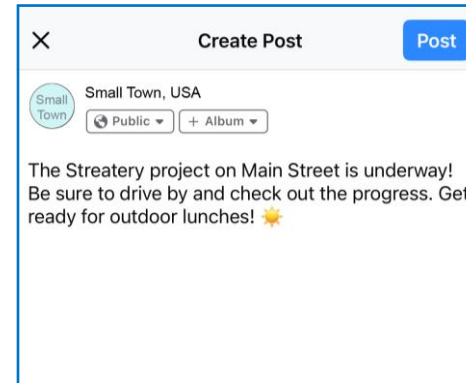 Create Post
Post
Small Town
Small Town, USA
Public
+ Album
The Streatery project on Main Street is underway!
Be sure to drive by and check out the progress. Get
ready for outdoor lunches! ☀️